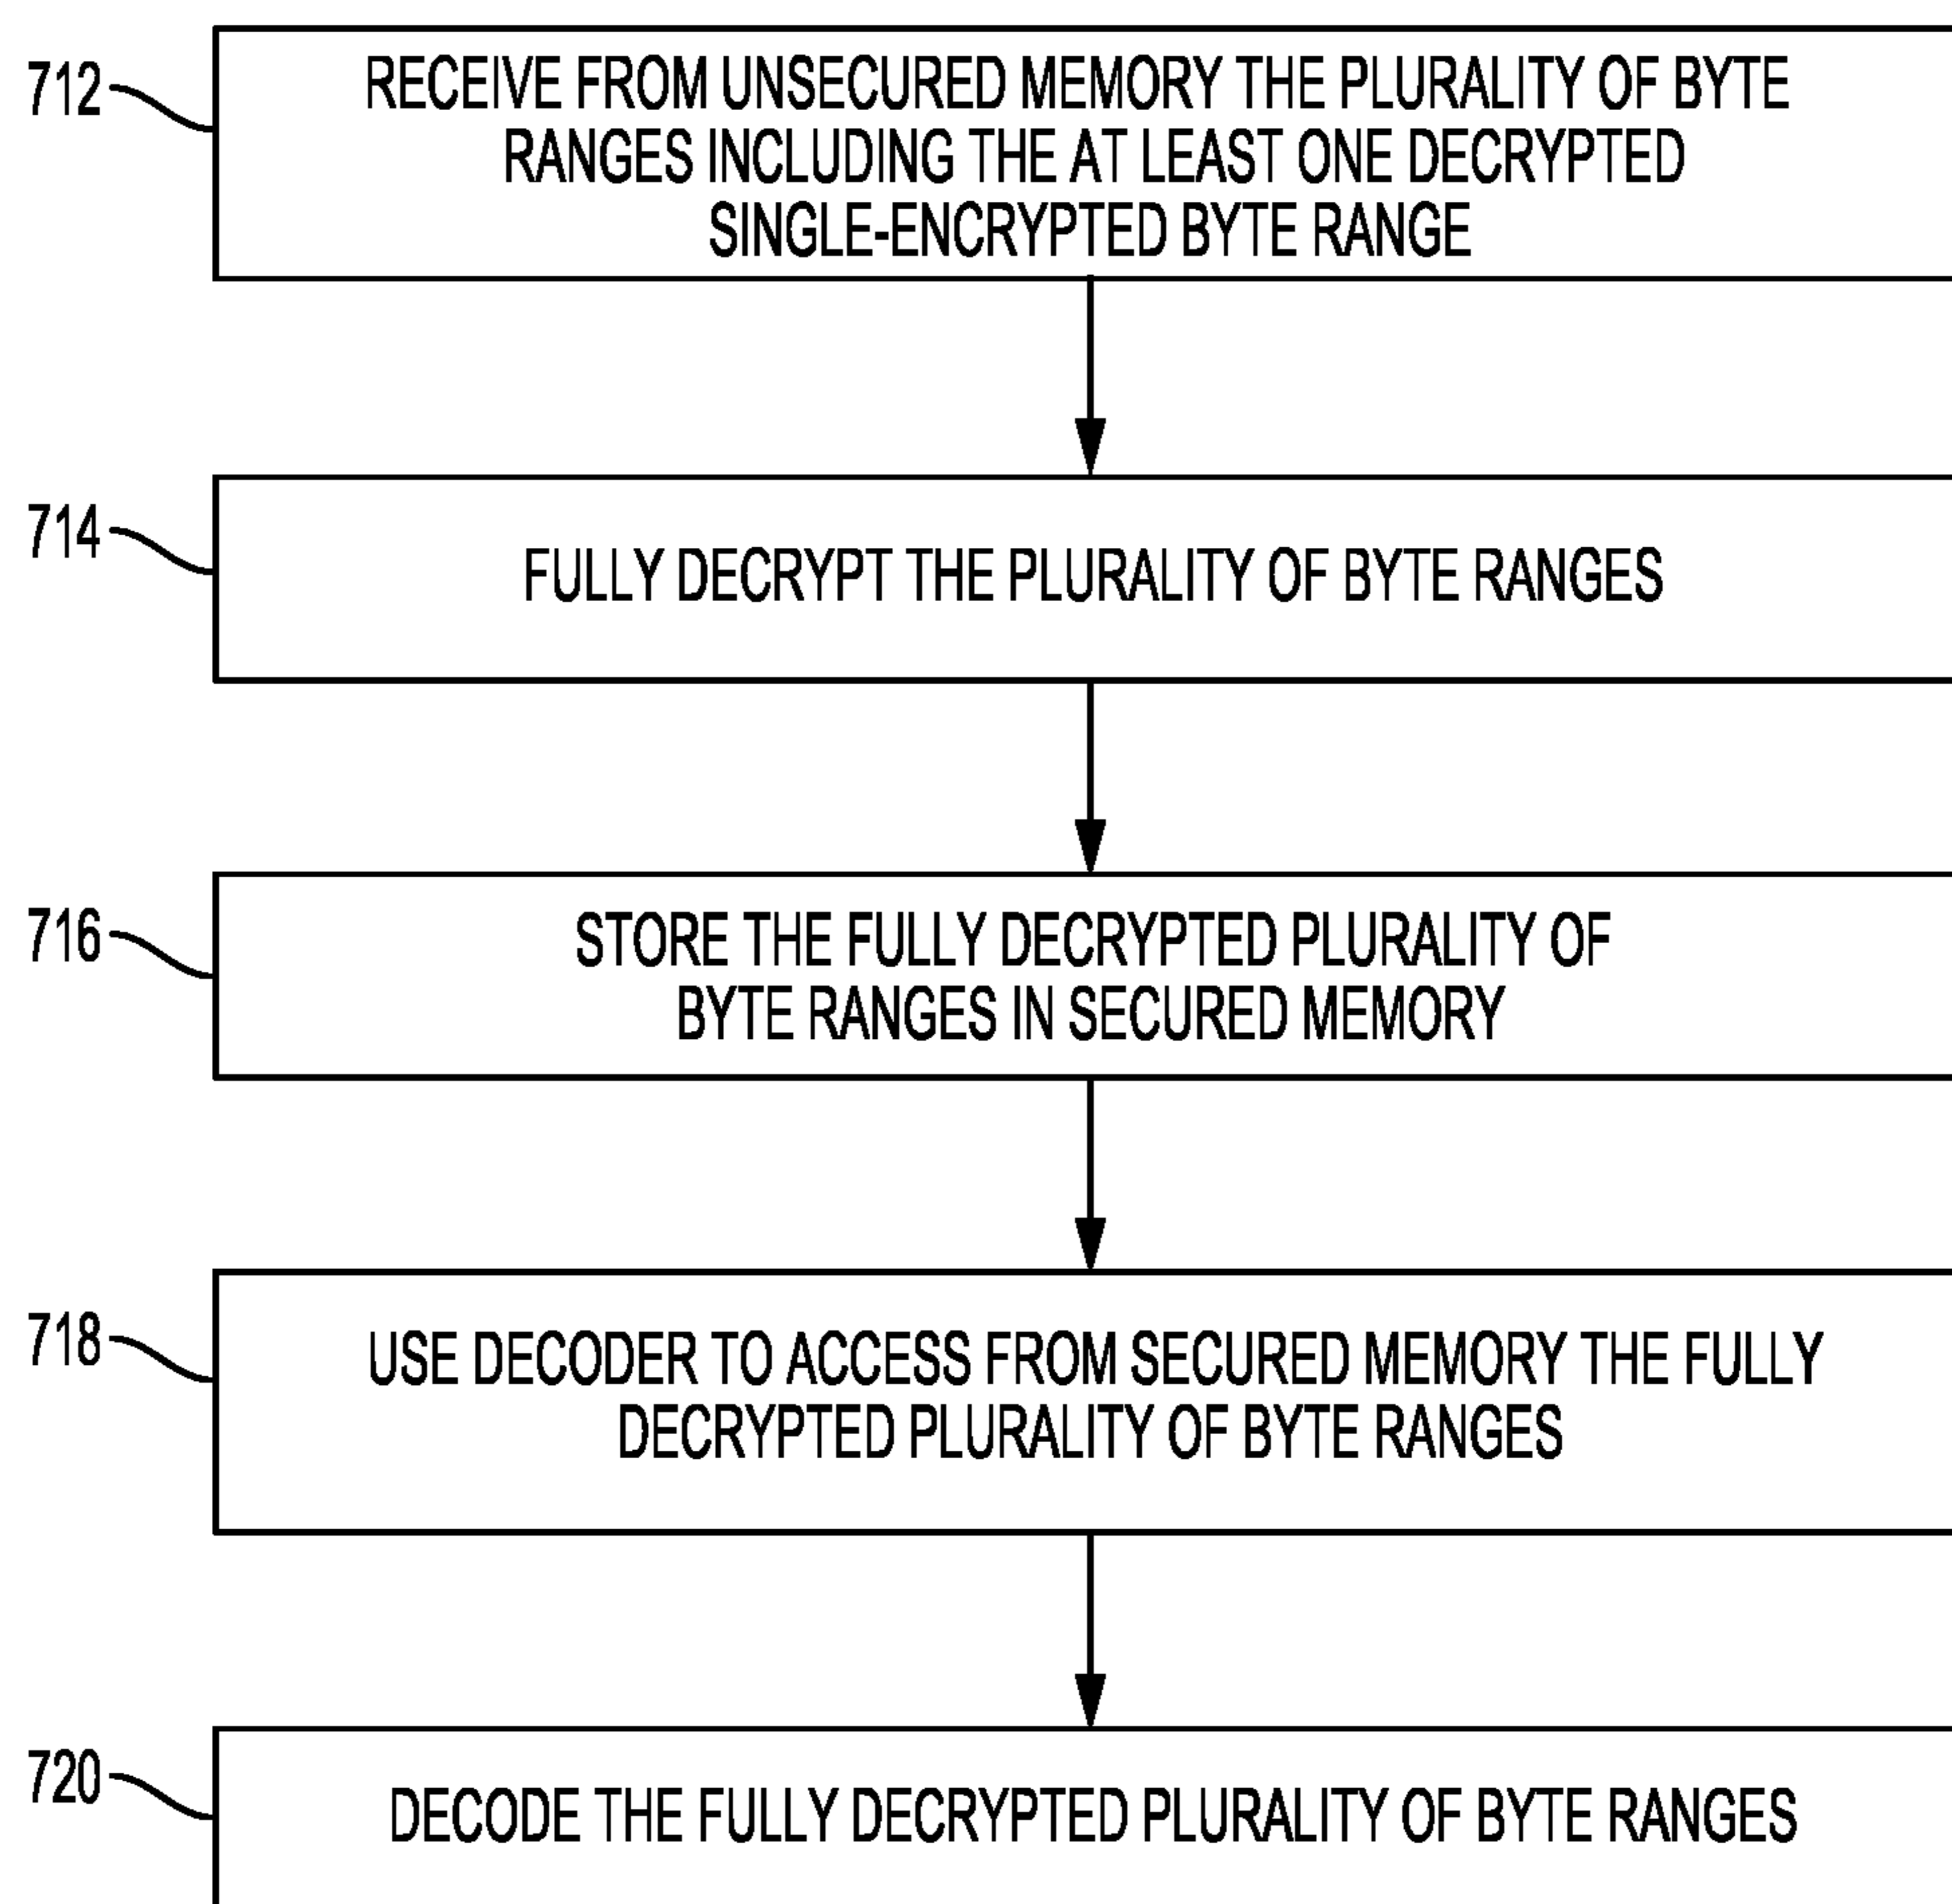 712
RECEIVE FROM UNSECURED MEMORY THE PLURALITY OF BYTE
RANGES INCLUDING THE AT LEAST ONE DECRYPTED
SINGLE-ENCRYPTED BYTE RANGE
714
FULLY DECRYPT THE PLURALITY OF BYTE RANGES
716
STORE THE FULLY DECRYPTED PLURALITY OF
BYTE RANGES IN SECURED MEMORY
718
USE DECODER TO ACCESS FROM SECURED MEMORY THE FULLY
DECRYPTED PLURALITY OF BYTE RANGES
720
DECODE THE FULLY DECRYPTED PLURALITY OF BYTE RANGES